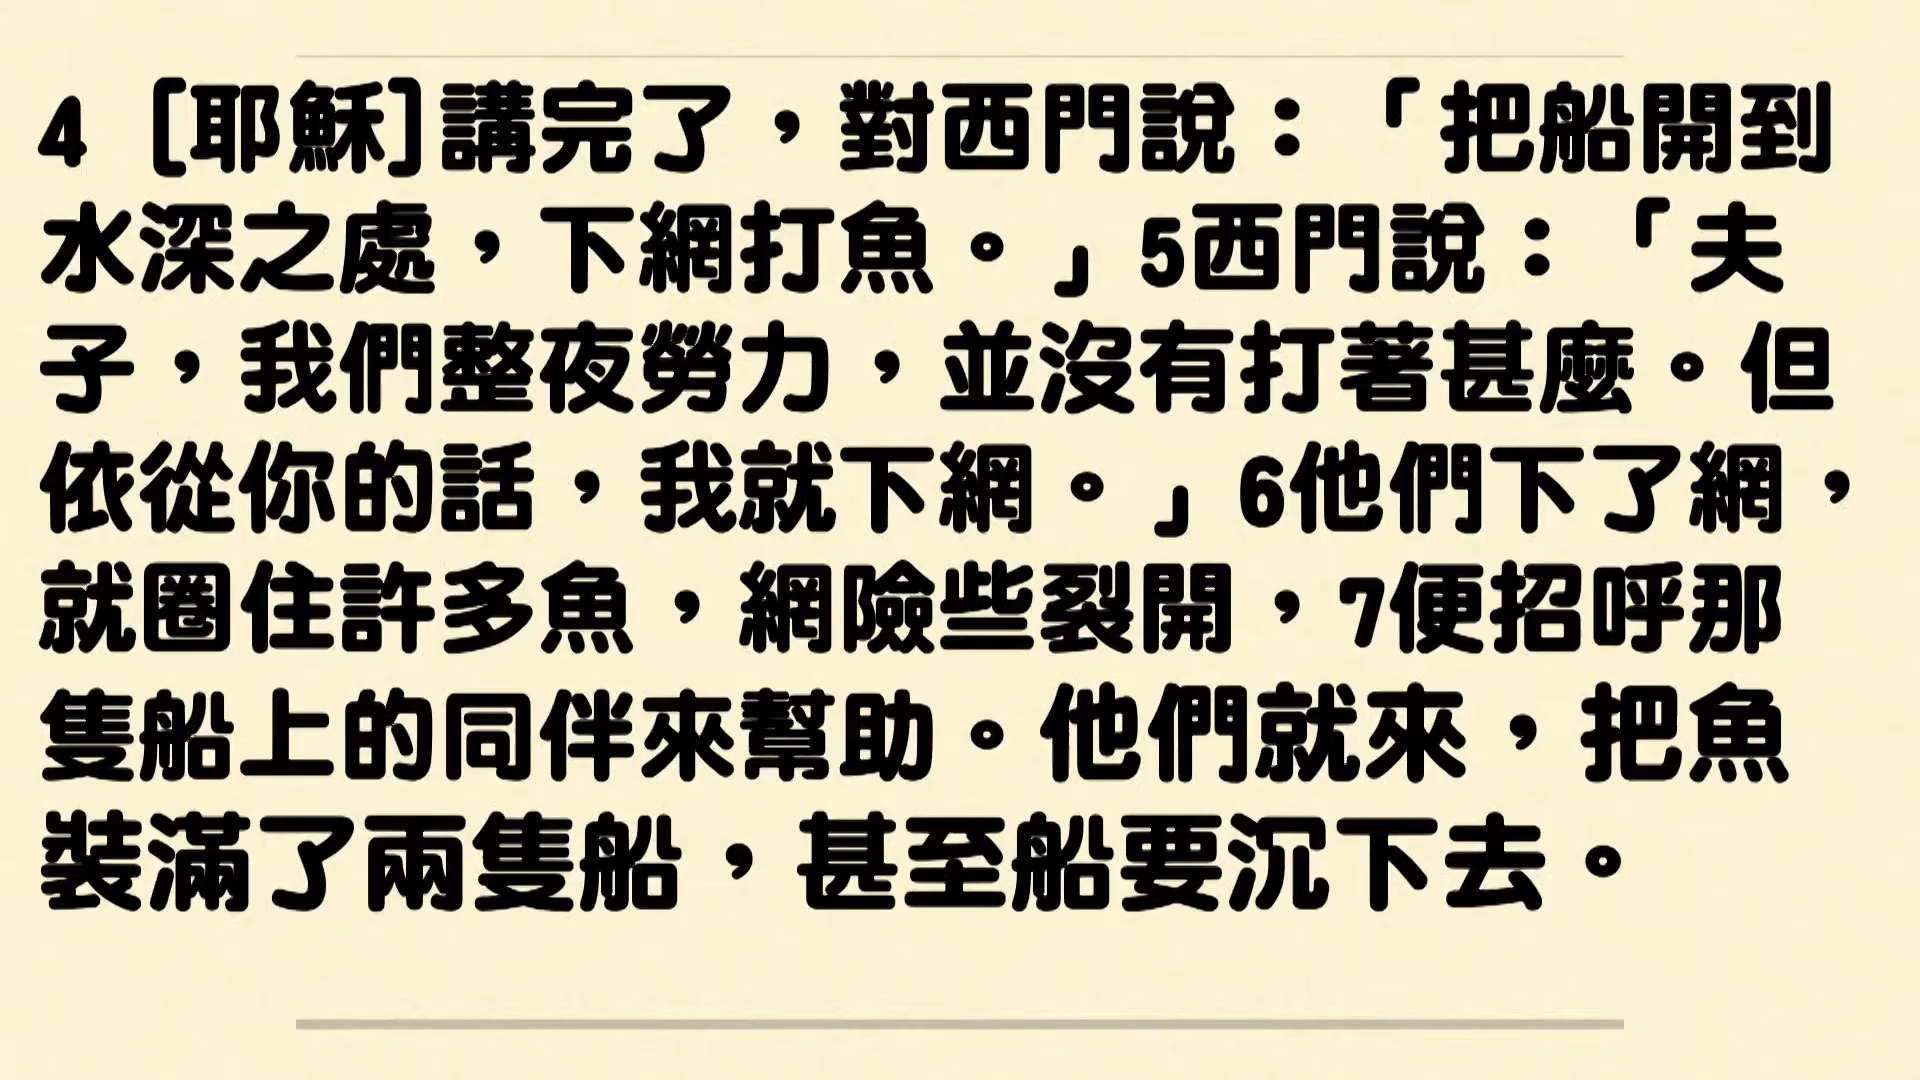 4 [耶穌]講完了，對西門說：「把船開到
水深之處，下網打魚。」5西門說：「夫
子，我們整夜勞力，並沒有打著甚麼。但
依從你的話，我就下網。」6他們下了網，
就圈住許多魚，網險些裂開，7便招呼那
隻船上的同伴來幫助。他們就來，把魚
裝滿了兩隻船，甚至船要沉下去。